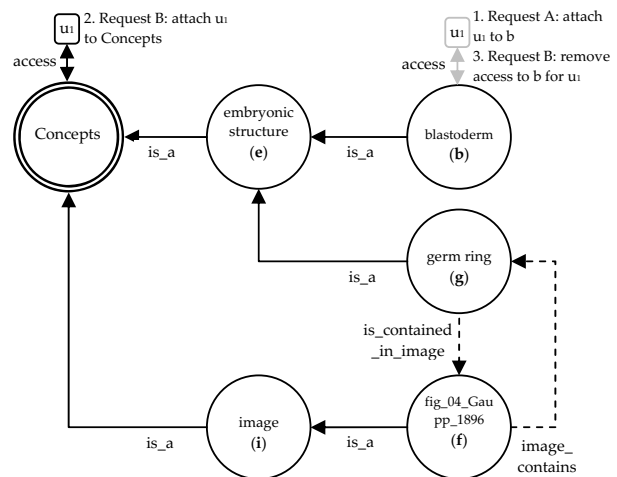 u₁
2. Request B: attach u₁
to Concepts
access
u₁
1. Request A: attach
u₁ to b
3. Request B: remove
access to b for u₁
access
Concepts
is_a
embryonic
structure
(e)
is_a
blastoderm
(b)
germ ring
(g)
is_a
is_contained
_in_image
image
(i)
is_a
is_a
fig_04_Gau
pp_1896
(f)
image_
contains